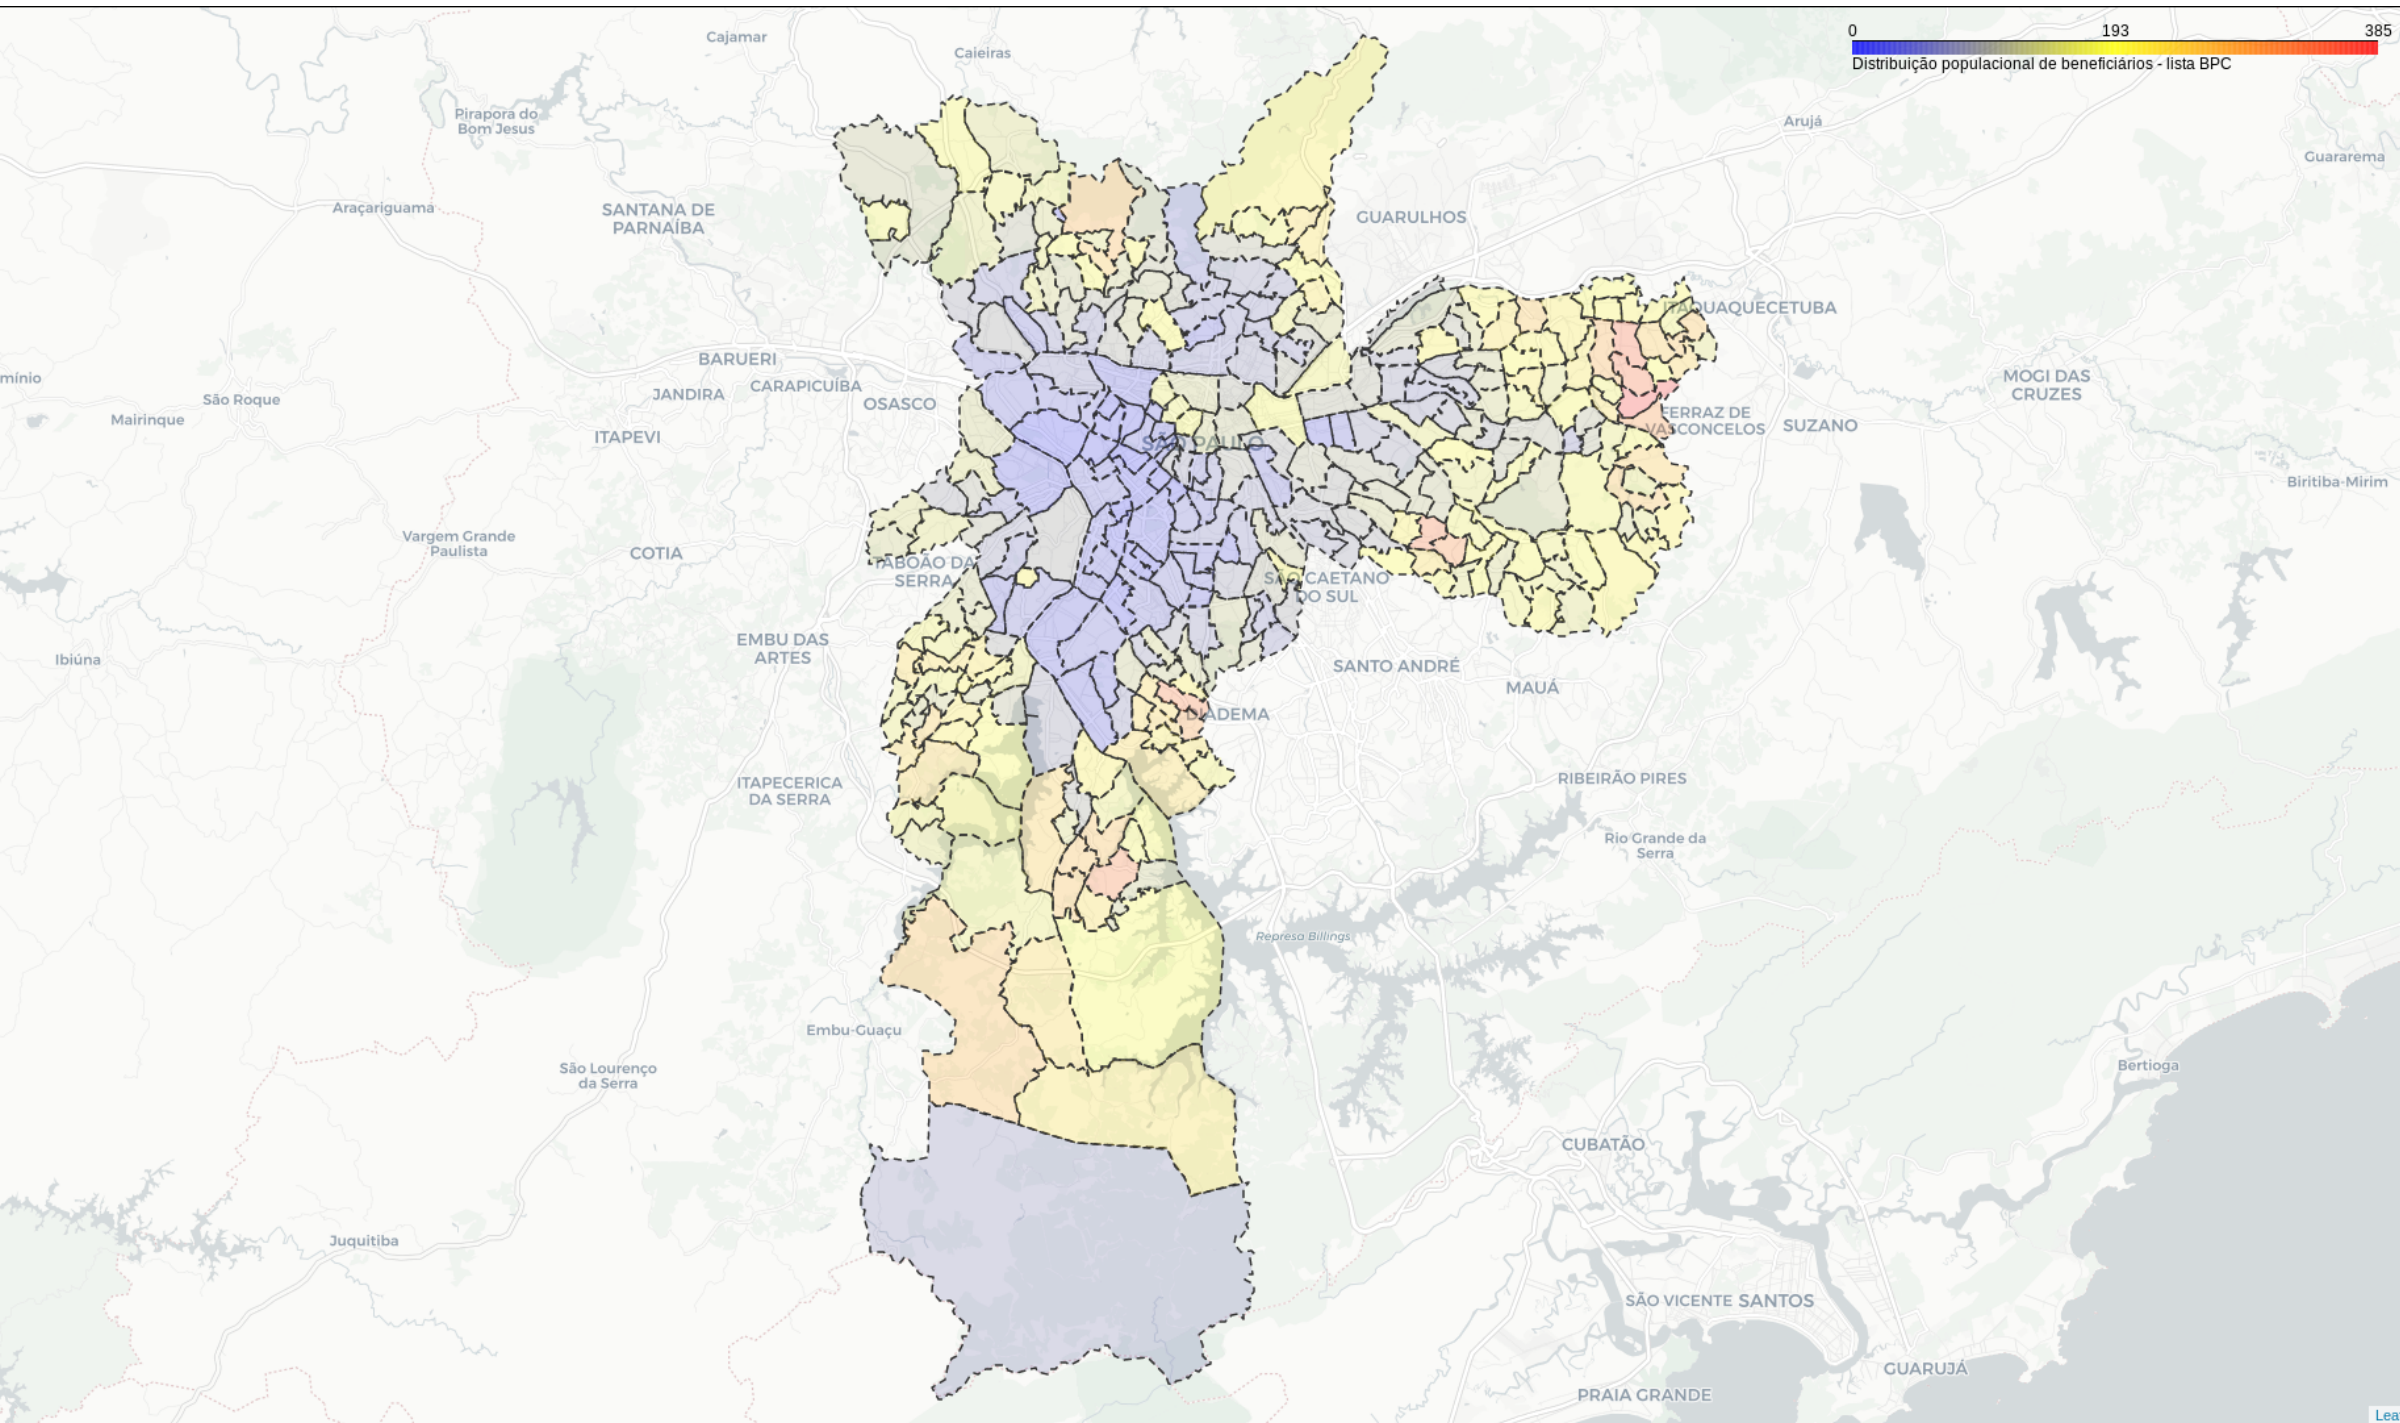 0
193
385
Distribuição populacional de beneficiários - lista BPC
Cajamar
Caieiras
Pirapora do
Bom Jesus
Arujá
Guararema
Araçariguama
SANTANA DE
PARNAÍBA
GUARULHOS
ITAQUAQUECETUBA
BARUERI
mínio
São Roque
JANDIRA
CARAPICUÍBA
OSASCO
MOGI DAS
CRUZES
Mairinque
ITAPEVI
SÃO PAULO
FERRAZ DE
VASCONCELOS
SUZANO
Biritiba-Mirim
Vargem Grande
Paulista
COTIA
TABOÃO DA
SERRA
SÃO CAETANO
DO SUL
Ibiúna
EMBU DAS
ARTES
SANTO ANDRÉ
MAUÁ
DIADEMA
ITAPECERICA
DA SERRA
RIBEIRÃO PIRES
Rio Grande da
Serra
Represa Billings
Embu-Guaçu
São Lourenço
da Serra
Bertioga
CUBATÃO
Juquitiba
SÃO VICENTE
SANTOS
GUARUJÁ
PRAIA GRANDE
Lea